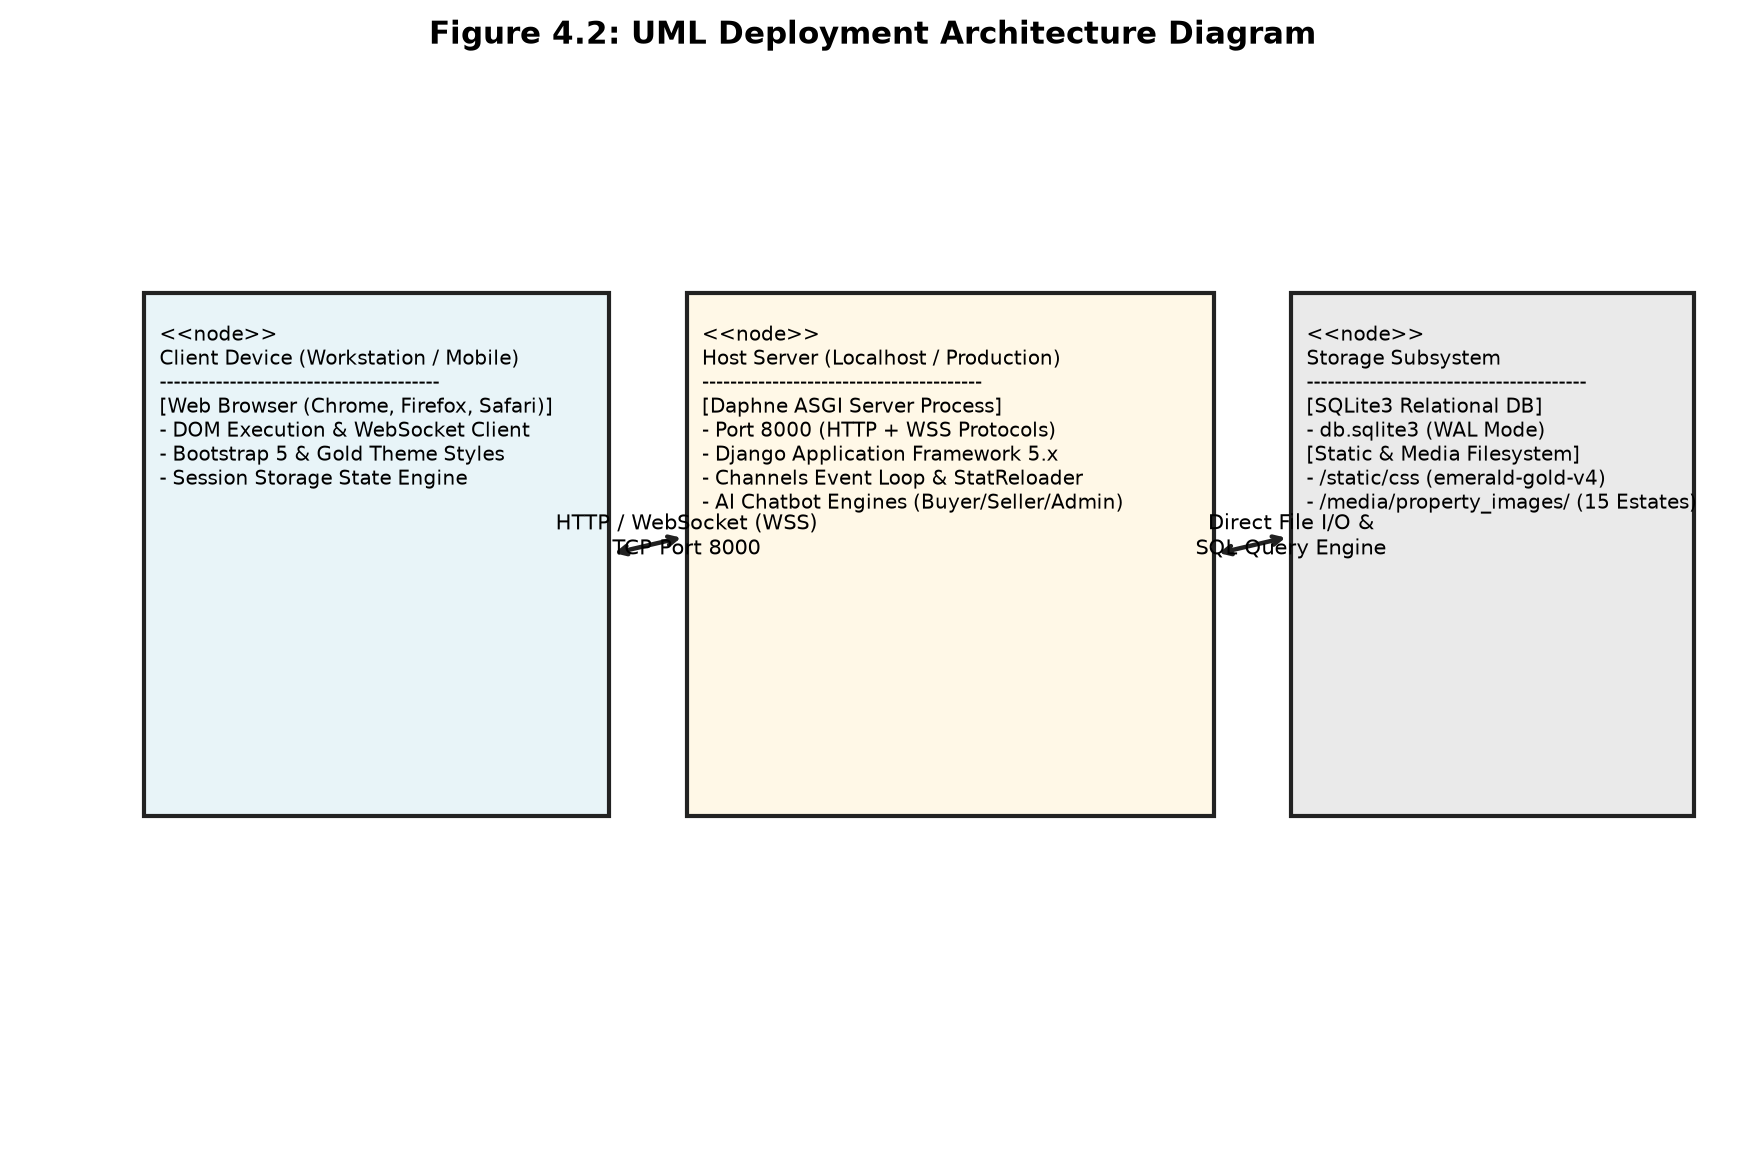 Figure 4.2: UML Deployment Architecture Diagram
<<node>>
Client Device (Workstation / Mobile)
----------------------------------------
[Web Browser (Chrome, Firefox, Safari)]
- DOM Execution & WebSocket Client
- Bootstrap 5 & Gold Theme Styles
- Session Storage State Engine
HTTP / WebSocket (WSS)
TCP Port 8000
<<node>>
Host Server (Localhost / Production)
----------------------------------------
[Daphne ASGI Server Process]
- Port 8000 (HTTP + WSS Protocols)
- Django Application Framework 5.x
- Channels Event Loop & StatReloader
- AI Chatbot Engines (Buyer/Seller/Admin)
Direct File I/O &
SQL Query Engine
<<node>>
Storage Subsystem
----------------------------------------
[SQLite3 Relational DB]
- db.sqlite3 (WAL Mode)
[Static & Media Filesystem]
- /static/css (emerald-gold-v4)
- /media/property_images/ (15 Estates)